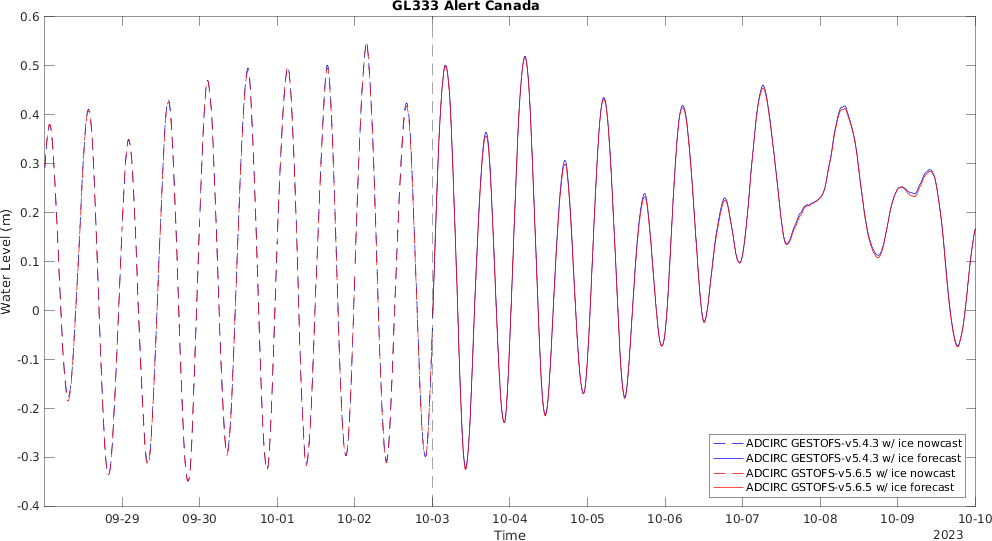 GL333 Alert Canada
0.6
0.5
0.4
0.3
0.2
0.1
0
-0.1
-0.2
-0.3
-0.4
Water Level (m)
ADCIRC GESTOFS-v5.4.3 w/ ice nowcast
ADCIRC GESTOFS-v5.4.3 w/ ice forecast
ADCIRC GSTOFS-v5.6.5 w/ ice nowcast
ADCIRC GSTOFS-v5.6.5 w/ ice forecast
09-29 09-30 10-01 10-02 10-03 10-04 10-05 10-06 10-07 10-08 10-09 10-10
Time
2023